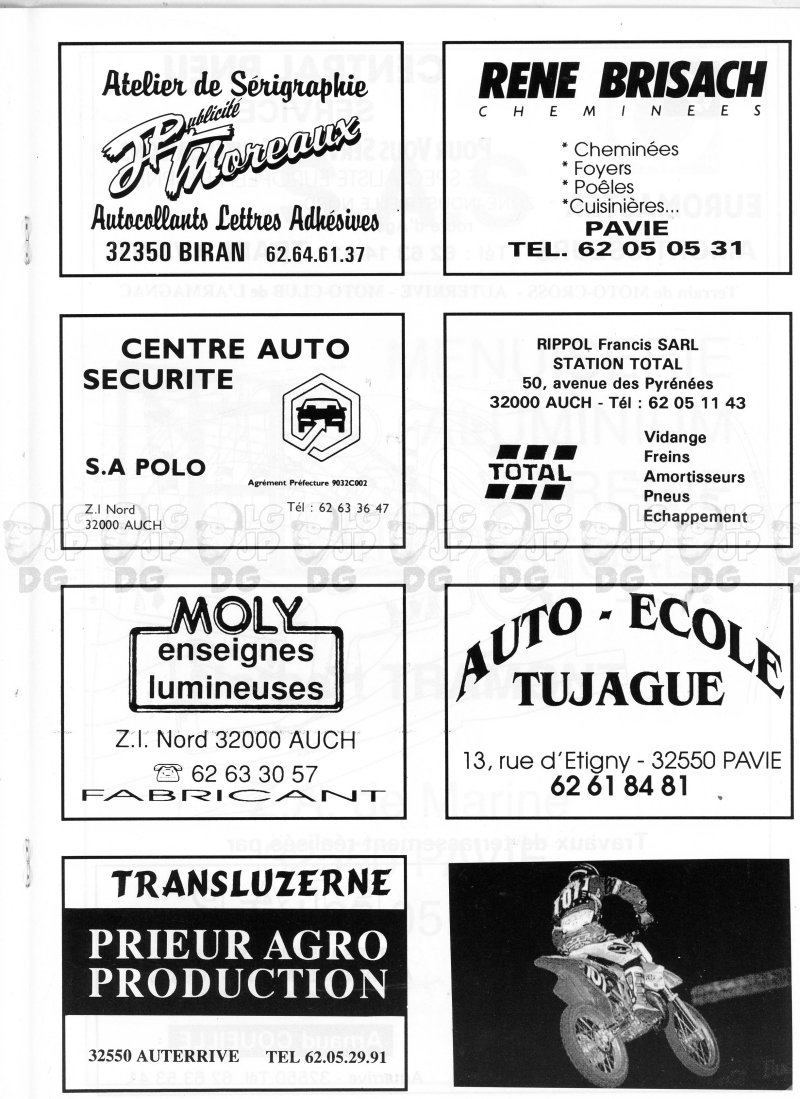 Atelier de Sérigraphie
JP Publicité
Moreaux
Autocollants Lettres Adhésives
32350 BIRAN 62.64.61.37
RENE BRISACH
CHEMINEES
* Cheminées
* Foyers
* Poêles
*Cuisinières...
PAVIE
TEL. 62 05 05 31
CENTRE AUTO
SECURITE
S.A POLO
Agrément Préfecture 9032C002
Z.I Nord
32000 AUCH
Tél : 62 63 36 47
RIPPOL Francis SARL
STATION TOTAL
50, avenue des Pyrénées
32000 AUCH - Tél : 62 05 11 43
TOTAL
Vidange
Freins
Amortisseurs
Pneus
Echappement
MOLY
enseignes
lumineuses
Z.I. Nord 32000 AUCH
☏ 62 63 30 57
FABRICANT
AUTO - ECOLE
TUJAGUE
13, rue d'Etigny - 32550 PAVIE
62 61 84 81
TRANSLUZERNE
PRIEUR AGRO
PRODUCTION
32550 AUTERRIVE TEL 62.05.29.91